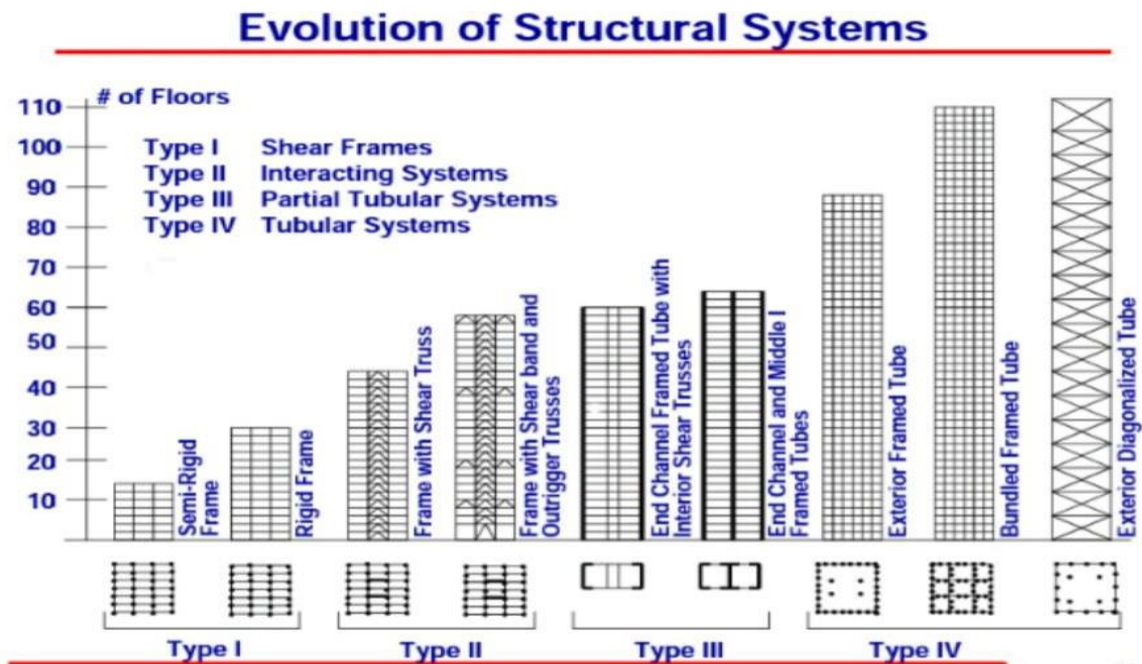 Evolution of Structural Systems
# of Floors
110
100
90
80
70
60
50
40
30
20
10
Type I Shear Frames
Type II Interacting Systems
Type III Partial Tubular Systems
Type IV Tubular Systems
Semi-Rigid
Frame
Rigid Frame
Frame with Shear Truss
Frame with Shear band and
Outrigger Trusses
End Channel Framed Tube with
Interior Shear Trusses
End Channel and Middle I
Framed Tubes
Exterior Framed Tube
Bundled Framed Tube
Exterior Diagonalized Tube
Type I
Type II
Type III
Type IV